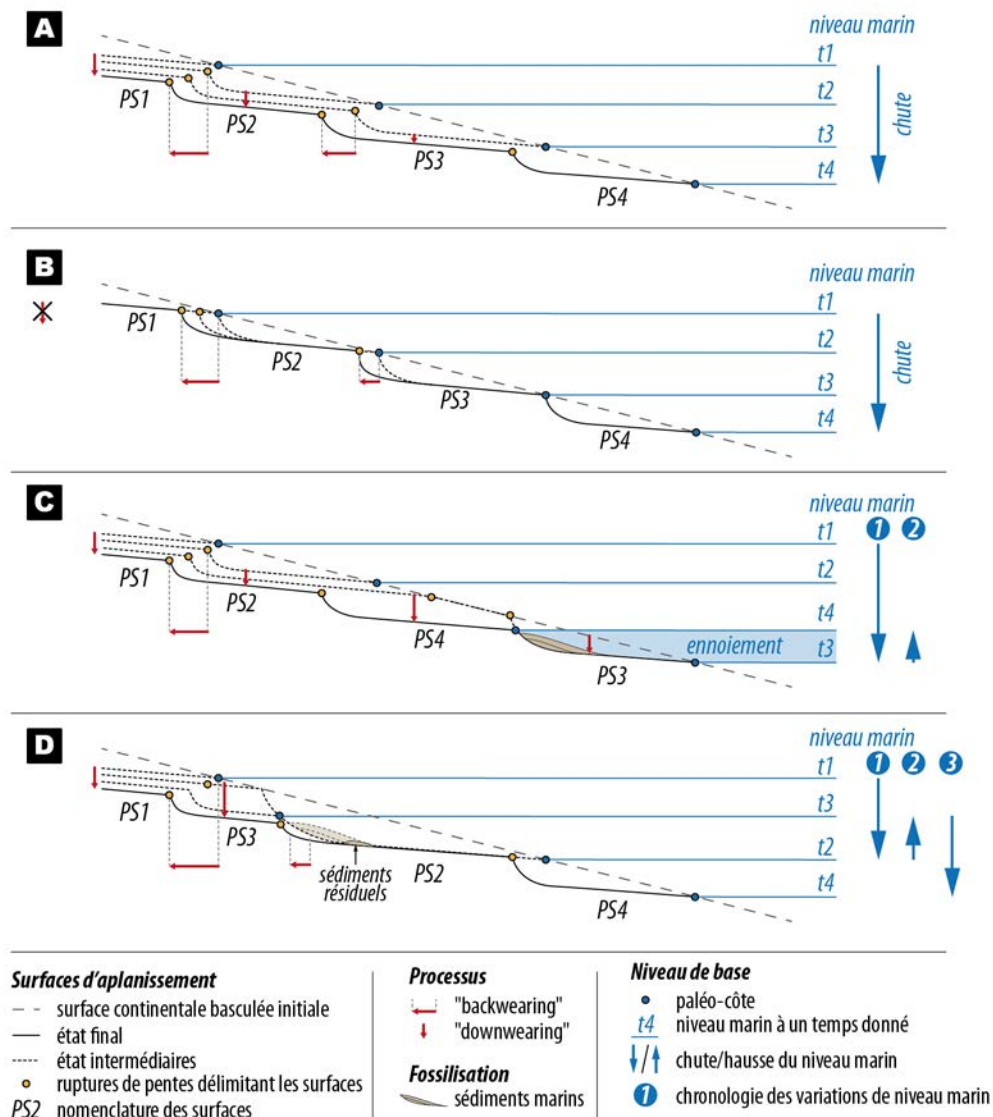 A
niveau marin
t1
t2
t3
t4
chute
PS1
PS2
PS3
PS4
B
niveau marin
t1
t2
t3
t4
chute
PS1
PS2
PS3
PS4
C
niveau marin
1 2
t1
t2
t4
t3
ennoiement
PS1
PS2
PS4
PS3
D
niveau marin
1 2 3
t1
t3
t2
t4
PS1
PS3
PS2
PS4
sédiments
résiduels
Surfaces d'aplanissement
surface continentale basculée initiale
état final
état intermédiaires
ruptures de pentes délimitant les surfaces
PS2 nomenclature des surfaces
Processus
"backwearing"
"downwearing"
Fossilisation
sédiments marins
Niveau de base
paléo-côte
t4 niveau marin à un temps donné
/ chute/hausse du niveau marin
1 chronologie des variations de niveau marin